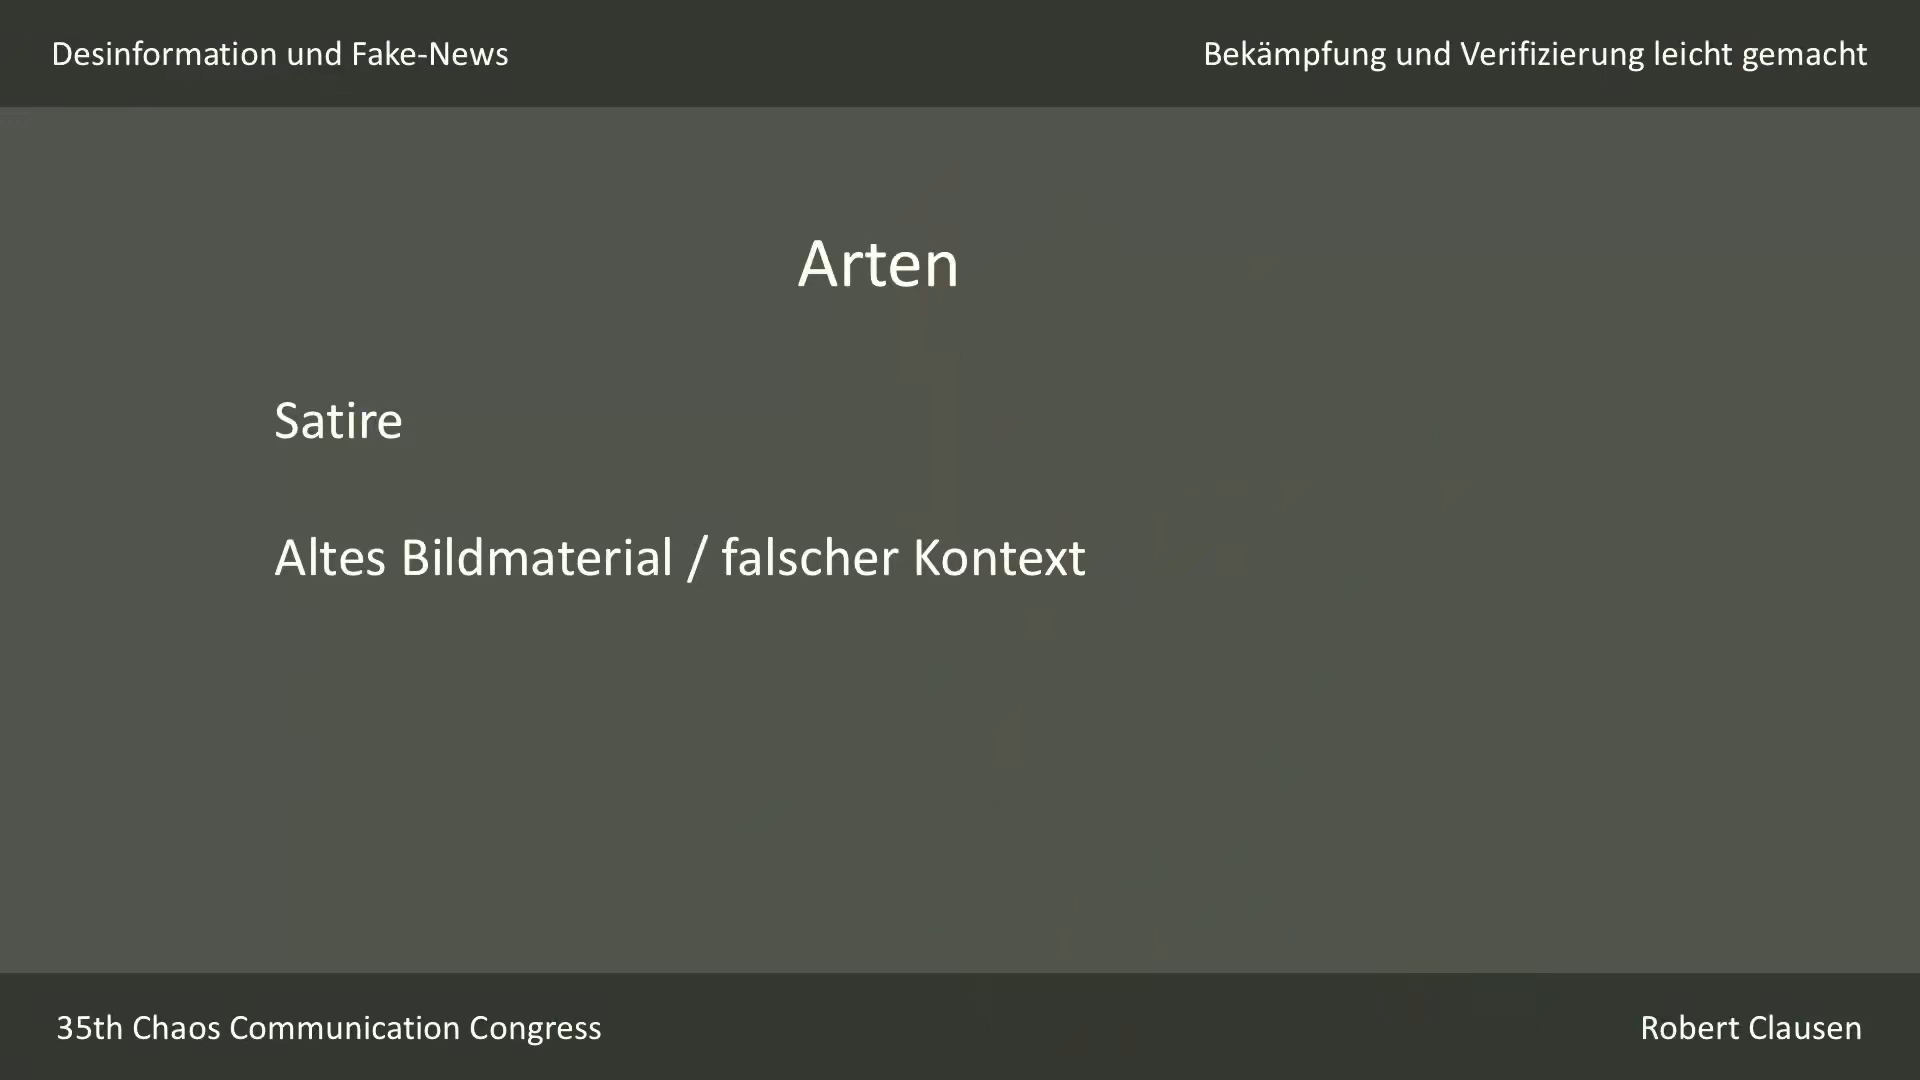 Desinformation und Fake-News
Bekämpfung und Verifizierung leicht gemacht
Arten
Satire
Altes Bildmaterial / falscher Kontext
35th Chaos Communication Congress
Robert Clausen